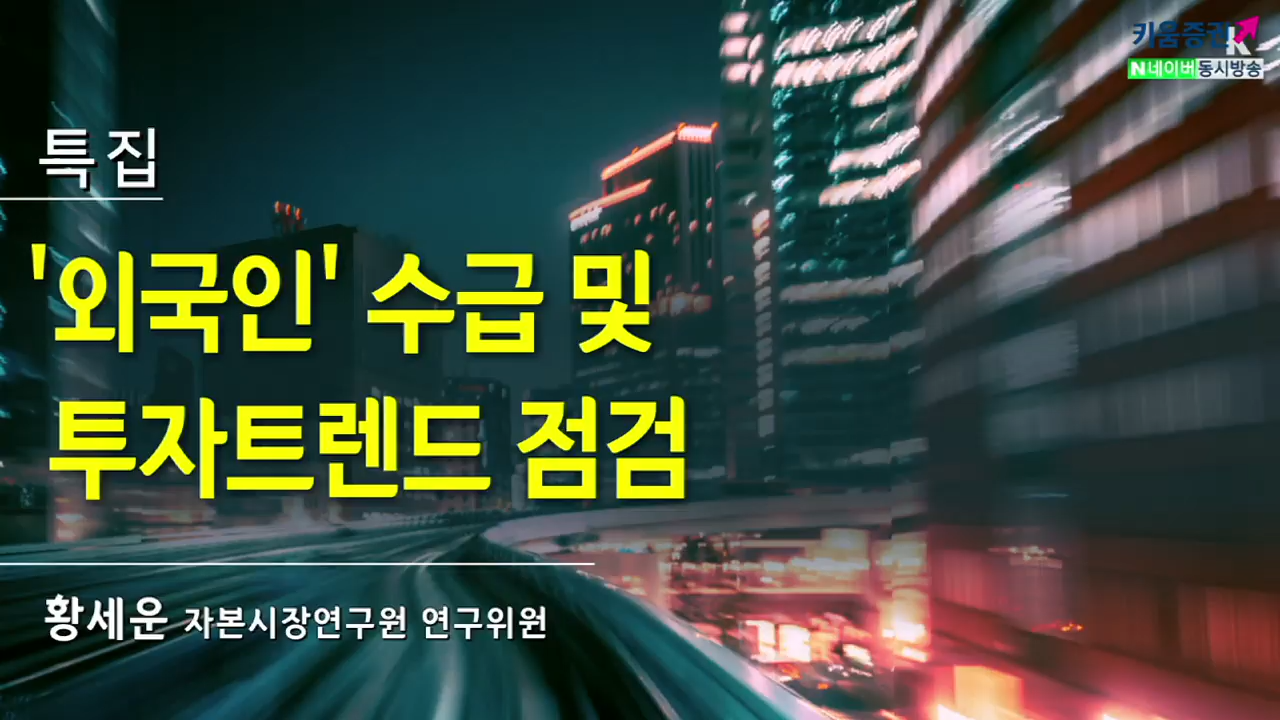 키움증권
N네이버 동시방송
특집
'외국인' 수급 및
투자트렌드 점검
황세운 자본시장연구원 연구위원